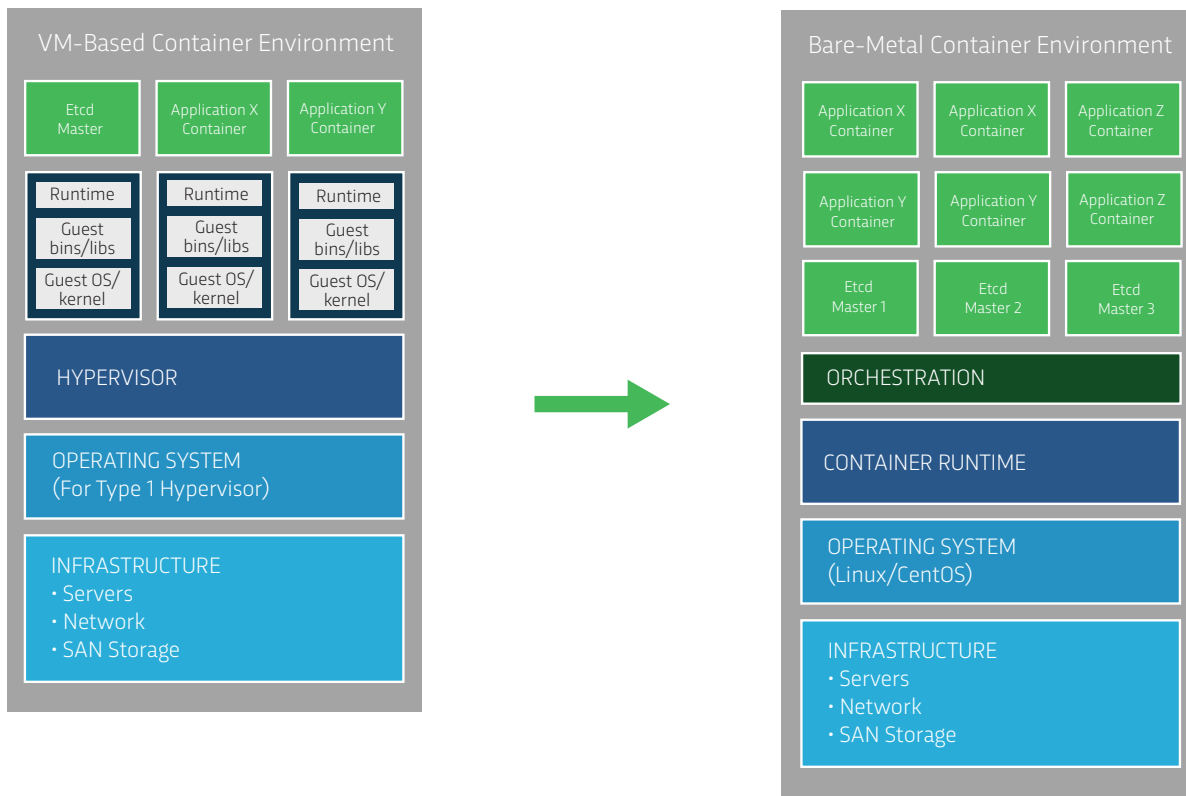 VM-Based Container Environment
Etcd
Master
Application X
Container
Application Y
Container
Runtime
Guest
bins/libs
Guest OS/
kernel
Runtime
Guest
bins/libs
Guest OS/
kernel
Runtime
Guest
bins/libs
Guest OS/
kernel
HYPERVISOR
OPERATING SYSTEM
(For Type 1 Hypervisor)
INFRASTRUCTURE
• Servers
• Network
• SAN Storage
Bare-Metal Container Environment
Application X
Container
Application X
Container
Application Z
Container
Application Y
Container
Application Y
Container
Application Z
Container
Etcd
Master 1
Etcd
Master 2
Etcd
Master 3
ORCHESTRATION
CONTAINER RUNTIME
OPERATING SYSTEM
(Linux/CentOS)
INFRASTRUCTURE
• Servers
• Network
• SAN Storage